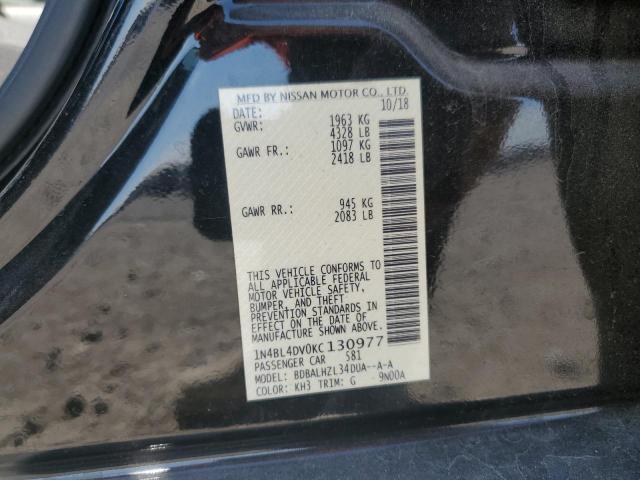 MFD BY NISSAN MOTOR CO., LTD.
DATE: 10/18
GVWR: 1963 KG
4328 LB
GAWR FR.: 1097 KG
2418 LB
GAWR RR.: 945 KG
2083 LB
THIS VEHICLE CONFORMS TO
ALL APPLICABLE FEDERAL
MOTOR VEHICLE SAFETY,
BUMPER, AND THEFT
PREVENTION STANDARDS IN
EFFECT ON THE DATE OF
MANUFACTURE SHOWN ABOVE.
1N4BL4DV0KC130977
PASSENGER CAR 581
MODEL: BDBALHZL34DUA--A-A
COLOR: KH3 TRIM: G 9N00A